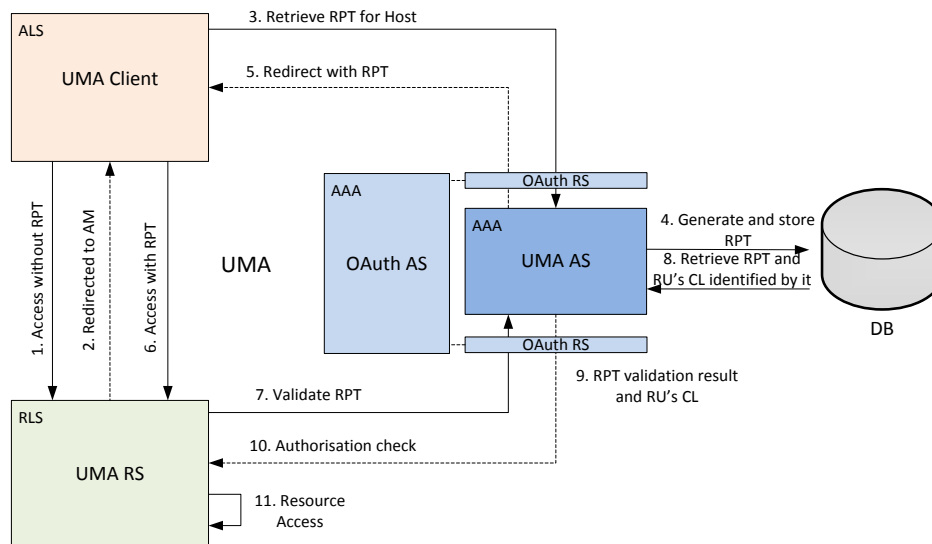 3. Retrieve RPT for Host
ALS
UMA Client
5. Redirect with RPT
1. Access without RPT
2. Redirected to AM
6. Access with RPT
UMA
AAA
OAuth AS
OAuth RS
AAA
UMA AS
OAuth RS
4. Generate and store
RPT
8. Retrieve RPT and
RU's CL identified by it
DB
9. RPT validation result
and RU's CL
7. Validate RPT
RLS
UMA RS
10. Authorisation check
11. Resource
Access